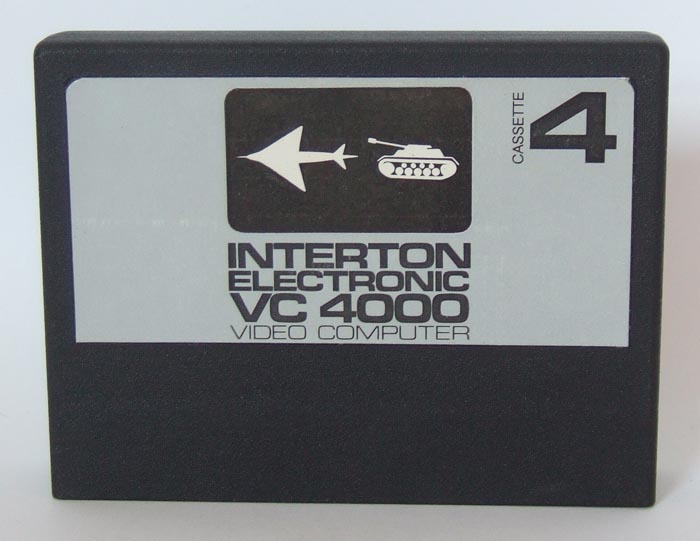 CASSETTE 4
INTERTON
ELECTRONIC
VC 4000
VIDEO COMPUTER